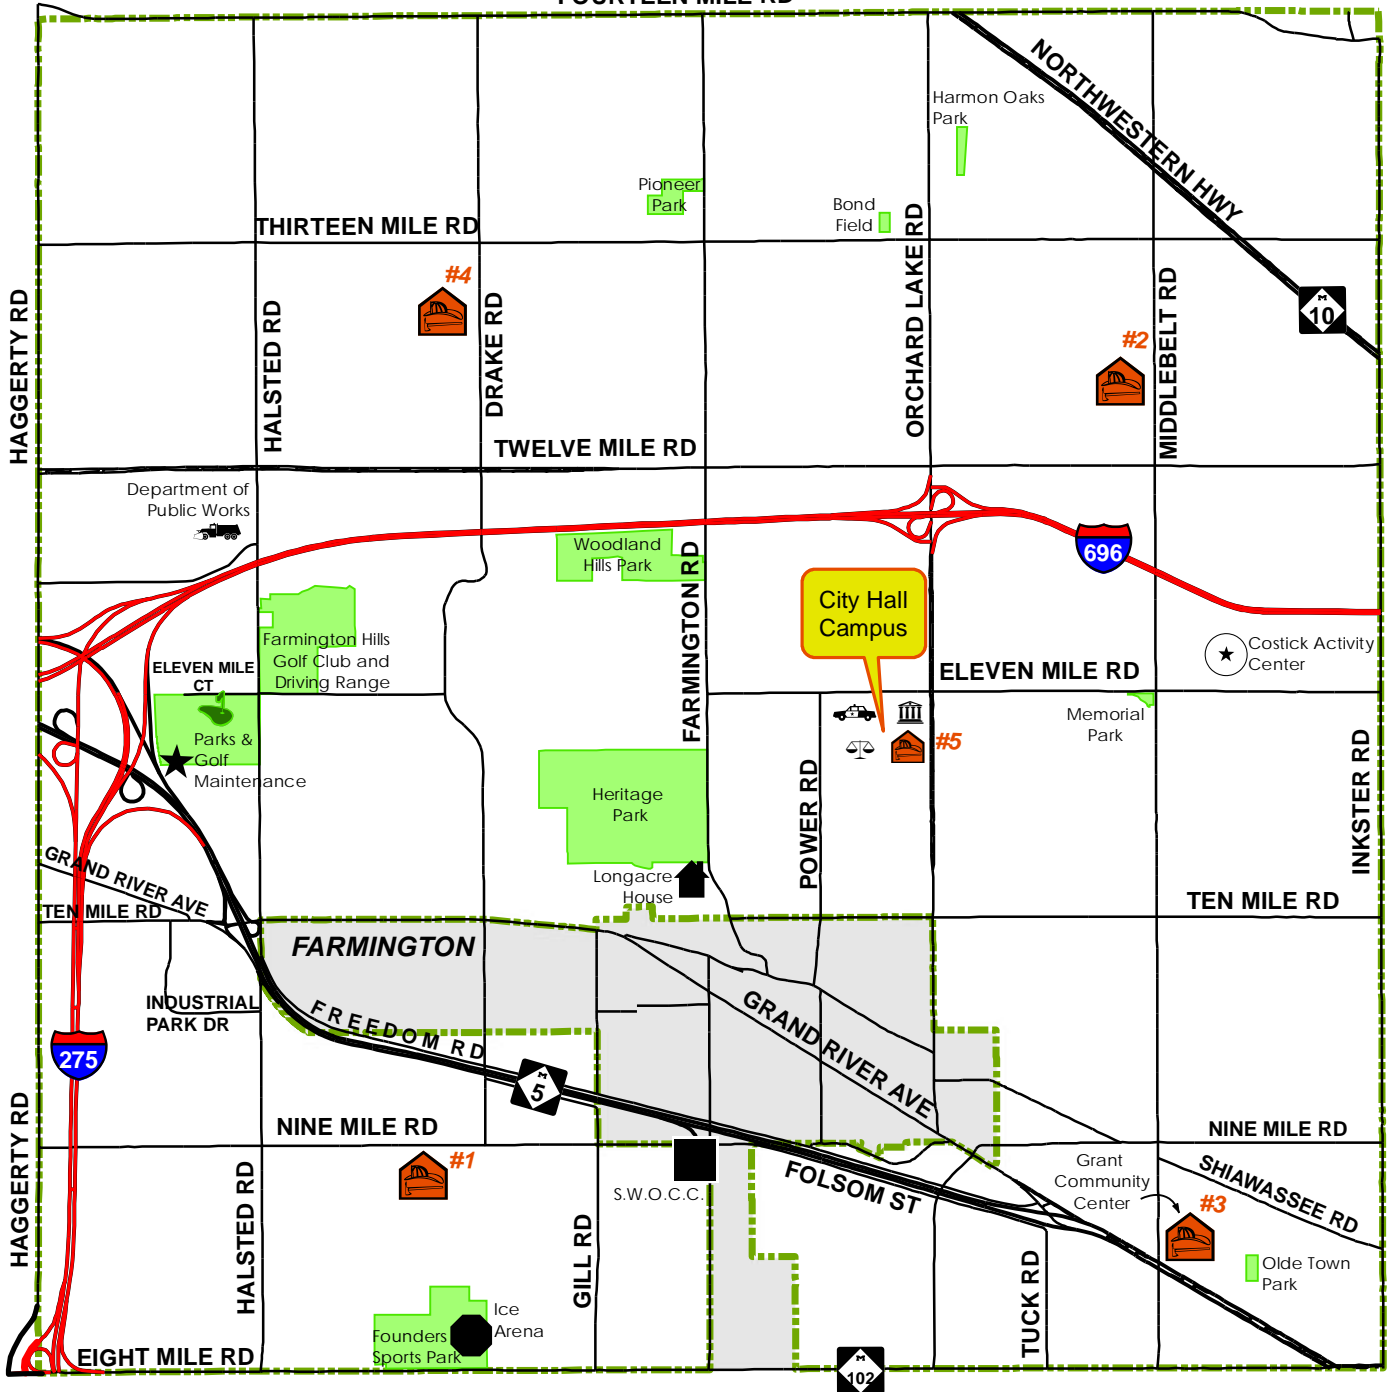 FOURTEEN MILE RD
NORTHWESTERN HWY
Harmon Oaks
Park
Pioneer
Park
Bond
Field
THIRTEEN MILE RD
ORCHARD LAKE RD
#4
HAGGERTY RD
HALSTED RD
DRAKE RD
MIDDLEBELT RD
M
10
#2
TWELVE MILE RD
Department of
Public Works
696
Woodland
Hills Park
FARMINGTON RD
City Hall
Campus
Farmington Hills
Golf Club and
Driving Range
ELEVEN MILE
CT
ELEVEN MILE RD
Costick Activity
Center
Memorial
Park
Parks &
Golf
Maintenance
#5
INKSTER RD
POWER RD
Heritage
Park
Longacre
House
GRAND RIVER AVE
TEN MILE RD
TEN MILE RD
FARMINGTON
INDUSTRIAL
PARK DR
FREEDOM RD
GRAND RIVER AVE
275
M
5
HAGGERTY RD
NINE MILE RD
NINE MILE RD
#1
S.W.O.C.C.
FOLSOM ST
Grant
Community
Center
SHIAWASSEE RD
#3
HALSTED RD
GILL RD
TUCK RD
Olde Town
Park
Ice
Arena
Founders
Sports Park
EIGHT MILE RD
M
102